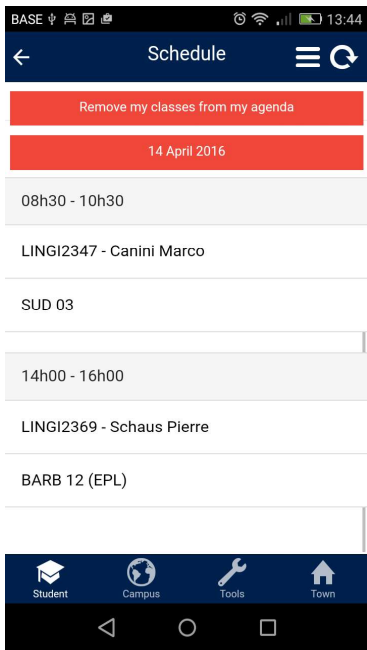 BASE 13:44
Schedule
Remove my classes from my agenda
14 April 2016
08h30 - 10h30
LINGI2347 - Canini Marco
SUD 03
14h00 - 16h00
LINGI2369 - Schaus Pierre
BARB 12 (EPL)
Student Campus Tools Town